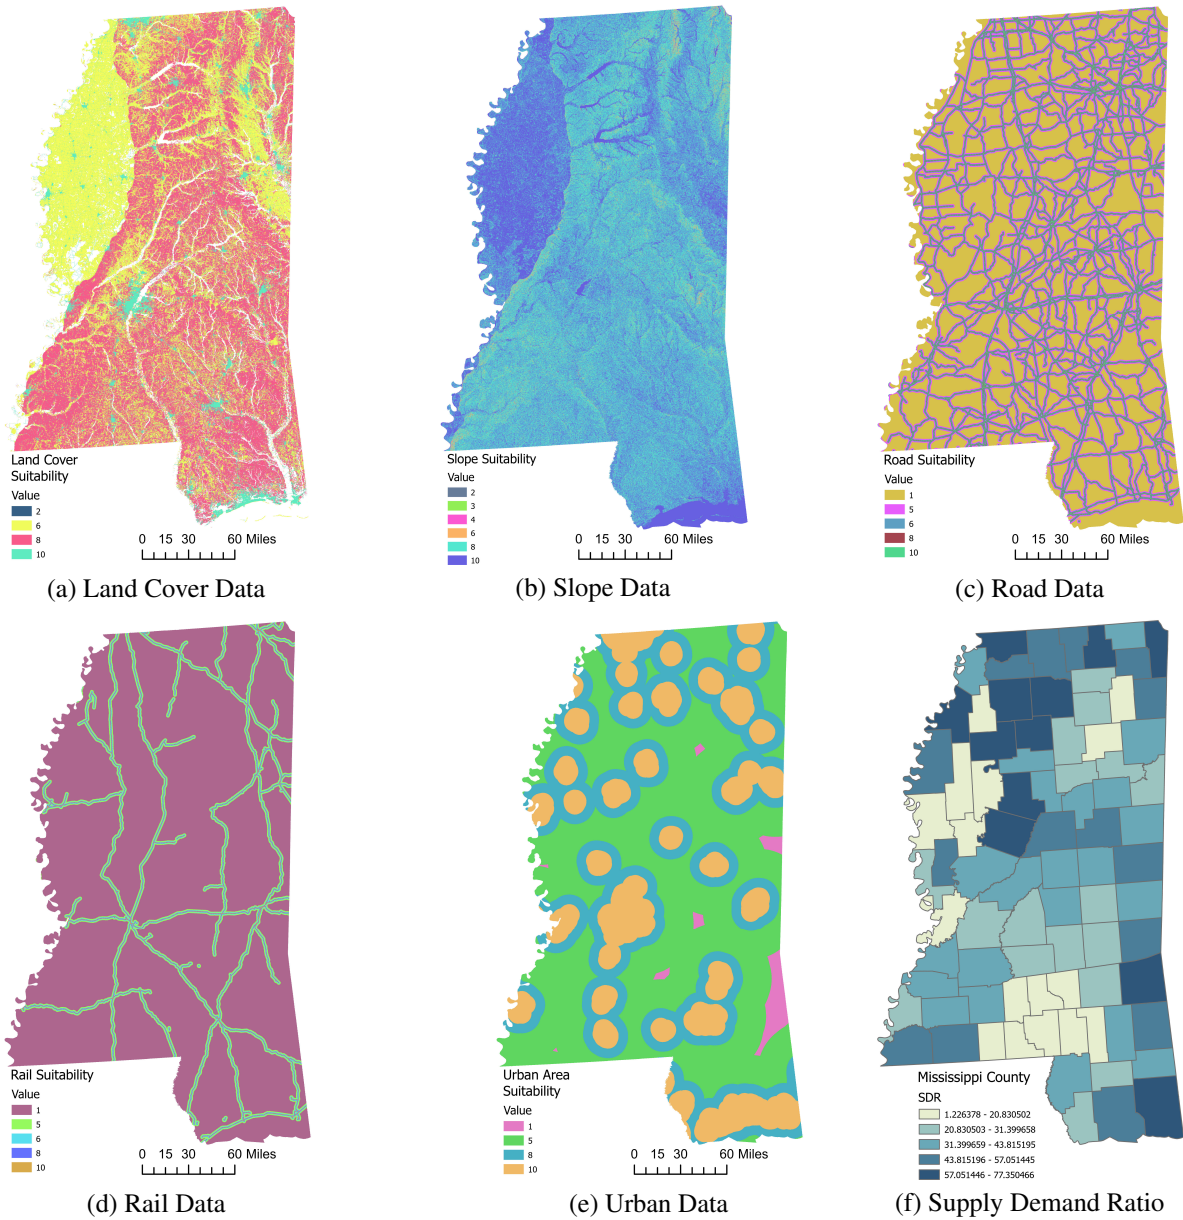 Land Cover
Suitability
Value
2
6
8
10
0 15 30 60 Miles
(a) Land Cover Data
Slope Suitability
Value
2
3
4
6
8
10
0 15 30 60 Miles
(b) Slope Data
Road Suitability
Value
1
5
6
8
10
0 15 30 60 Miles
(c) Road Data
Rail Suitability
Value
1
5
6
8
10
0 15 30 60 Miles
(d) Rail Data
Urban Area
Suitability
Value
1
5
8
10
0 15 30 60 Miles
(e) Urban Data
Mississippi County
SDR
1.226378 - 20.830502
20.830503 - 31.399658
31.399659 - 43.815195
43.815196 - 57.051445
57.051446 - 77.350466
(f) Supply Demand Ratio